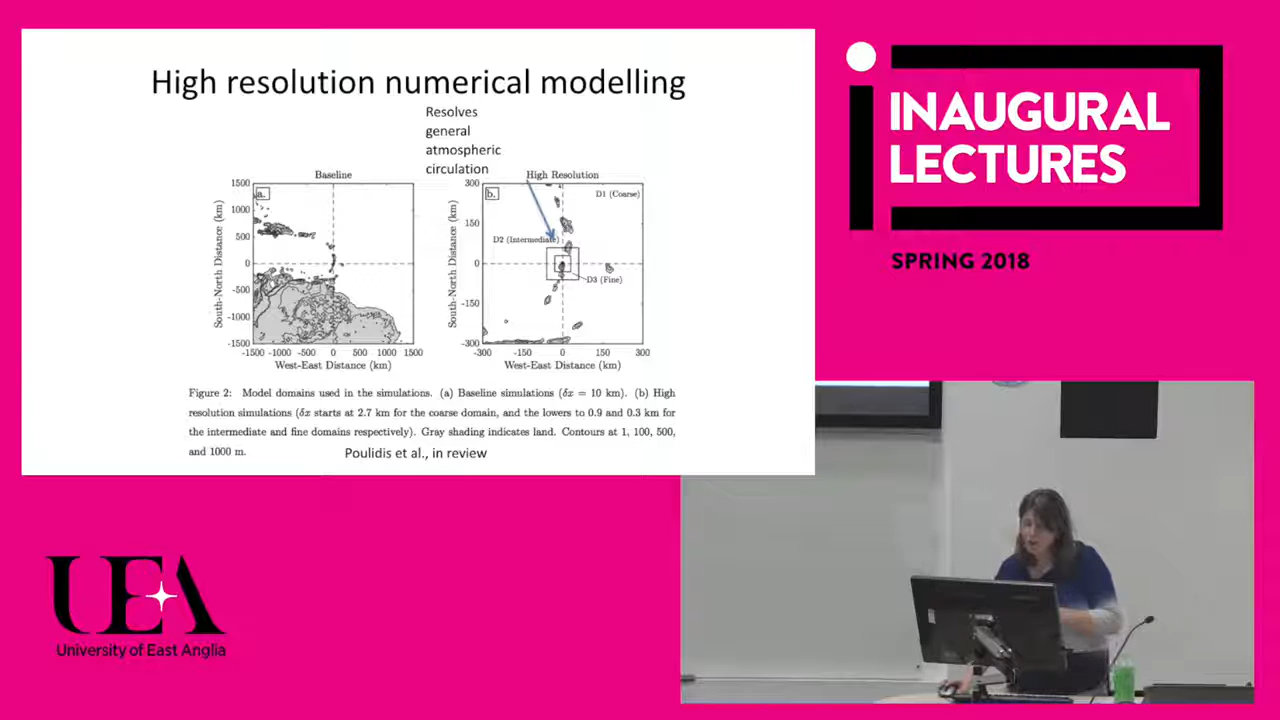 High resolution numerical modelling
Resolves
general
atmospheric
circulation
Baseline
a.
1500
1000
500
0
-500
-1000
-1500
South-North Distance (km)
-1500 -1000 -500 0 500 1000 1500
West-East Distance (km)
High Resolution
b.
D1 (Coarse)
D2 (Intermediate)
D3 (Fine)
300
150
0
-150
-300
South-North Distance (km)
-300 -150 0 150 300
West-East Distance (km)
Figure 2: Model domains used in the simulations. (a) Baseline simulations (δx = 10 km). (b) High
resolution simulations (δx starts at 2.7 km for the coarse domain, and the lowers to 0.9 and 0.3 km for
the intermediate and fine domains respectively). Gray shading indicates land. Contours at 1, 100, 500,
and 1000 m.
Poulidis et al., in review
INAUGURAL
LECTURES
SPRING 2018
UEA
University of East Anglia